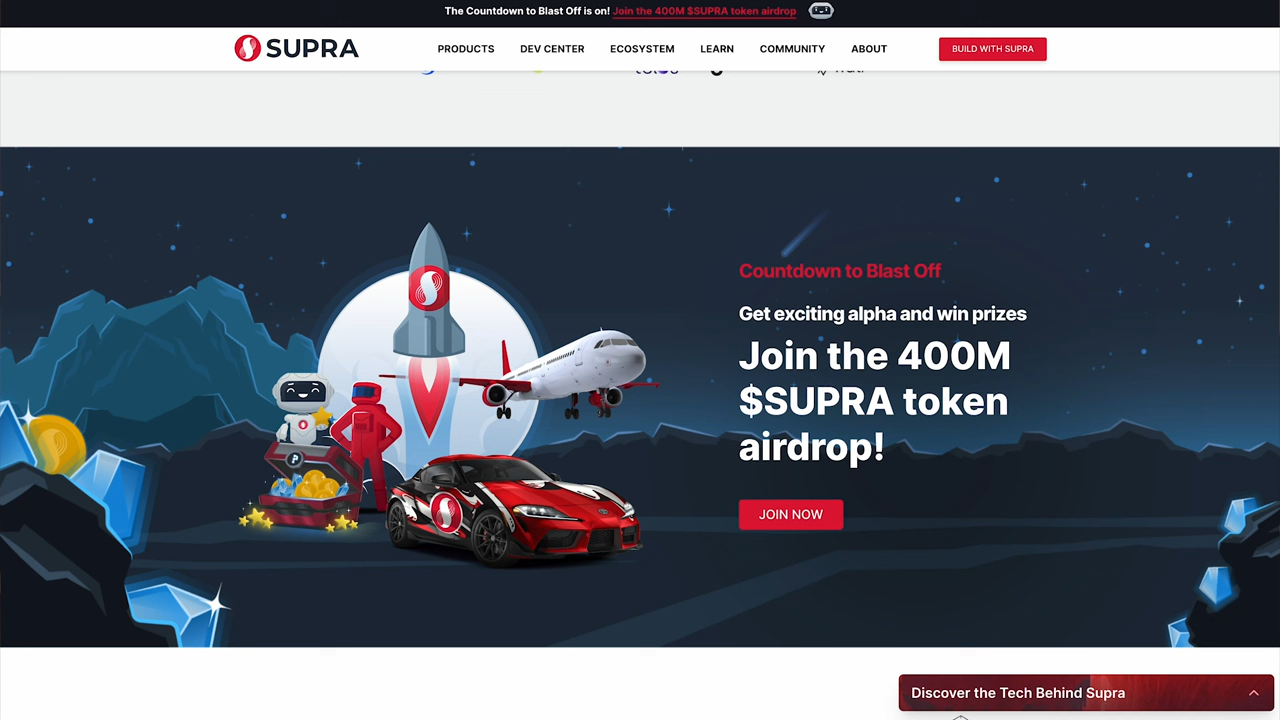 The Countdown to Blast Off is on! Join the 400M $SUPRA token airdrop
SUPRA
PRODUCTS
DEV CENTER
ECOSYSTEM
LEARN
COMMUNITY
ABOUT
BUILD WITH SUPRA
Countdown to Blast Off
Get exciting alpha and win prizes
Join the 400M
$SUPRA token
airdrop!
JOIN NOW
Discover the Tech Behind Supra